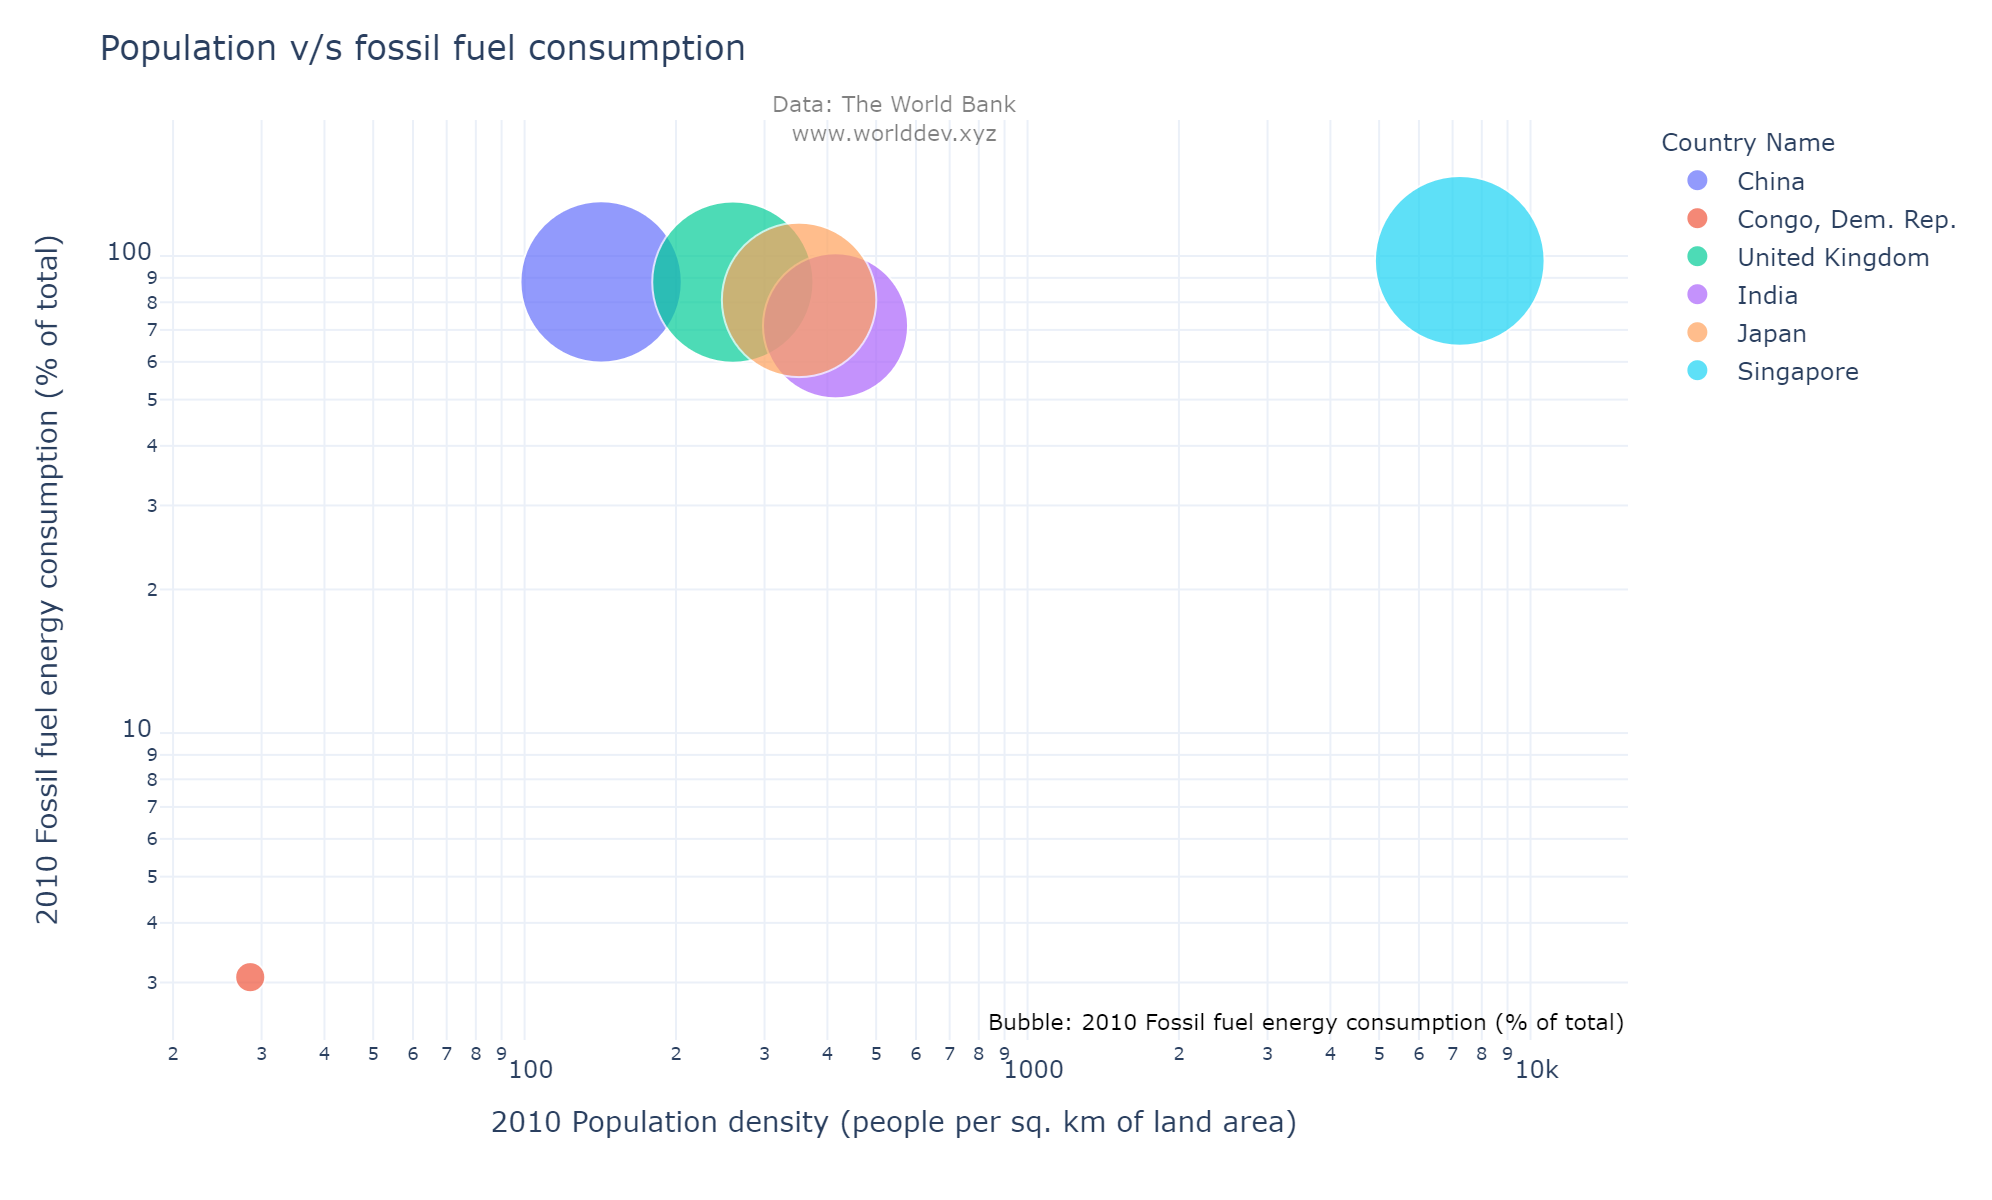 Population v/s fossil fuel consumption
Data: The World Bank
www.worlddev.xyz
Country Name
China
Congo, Dem. Rep.
United Kingdom
India
Japan
Singapore
2010 Fossil fuel energy consumption (% of total)
100
9
8
7
6
5
4
3
2
10
9
8
7
6
5
4
3
Bubble: 2010 Fossil fuel energy consumption (% of total)
2 3 4 5 6 7 8 9 100 2 3 4 5 6 7 8 9 1000 2 3 4 5 6 7 8 9 10k
2010 Population density (people per sq. km of land area)